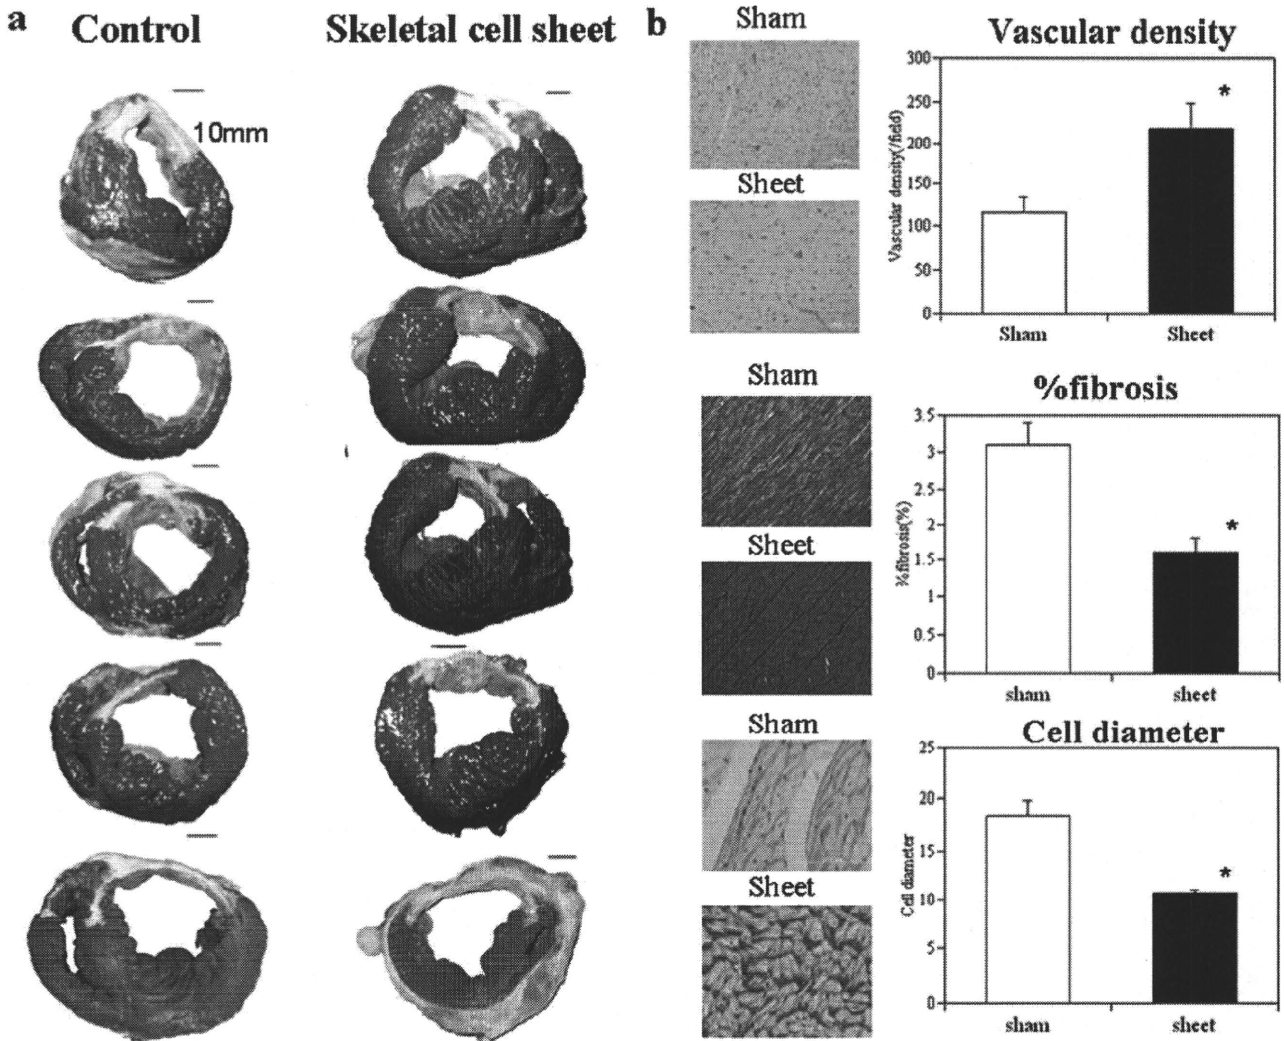 a
Control
Skeletal cell sheet
10mm
b
Sham
Sheet
Vascular density
Vascular density(/field)
300
250
200
150
100
50
0
Sham
Sheet
*
Sham
Sheet
%fibrosis
%fibrosis(%)
3.5
3
2.5
2
1.5
1
0.5
0
sham
sheet
*
Sham
Sheet
Cell diameter
Cell diameter
25
20
15
10
5
0
sham
sheet
*